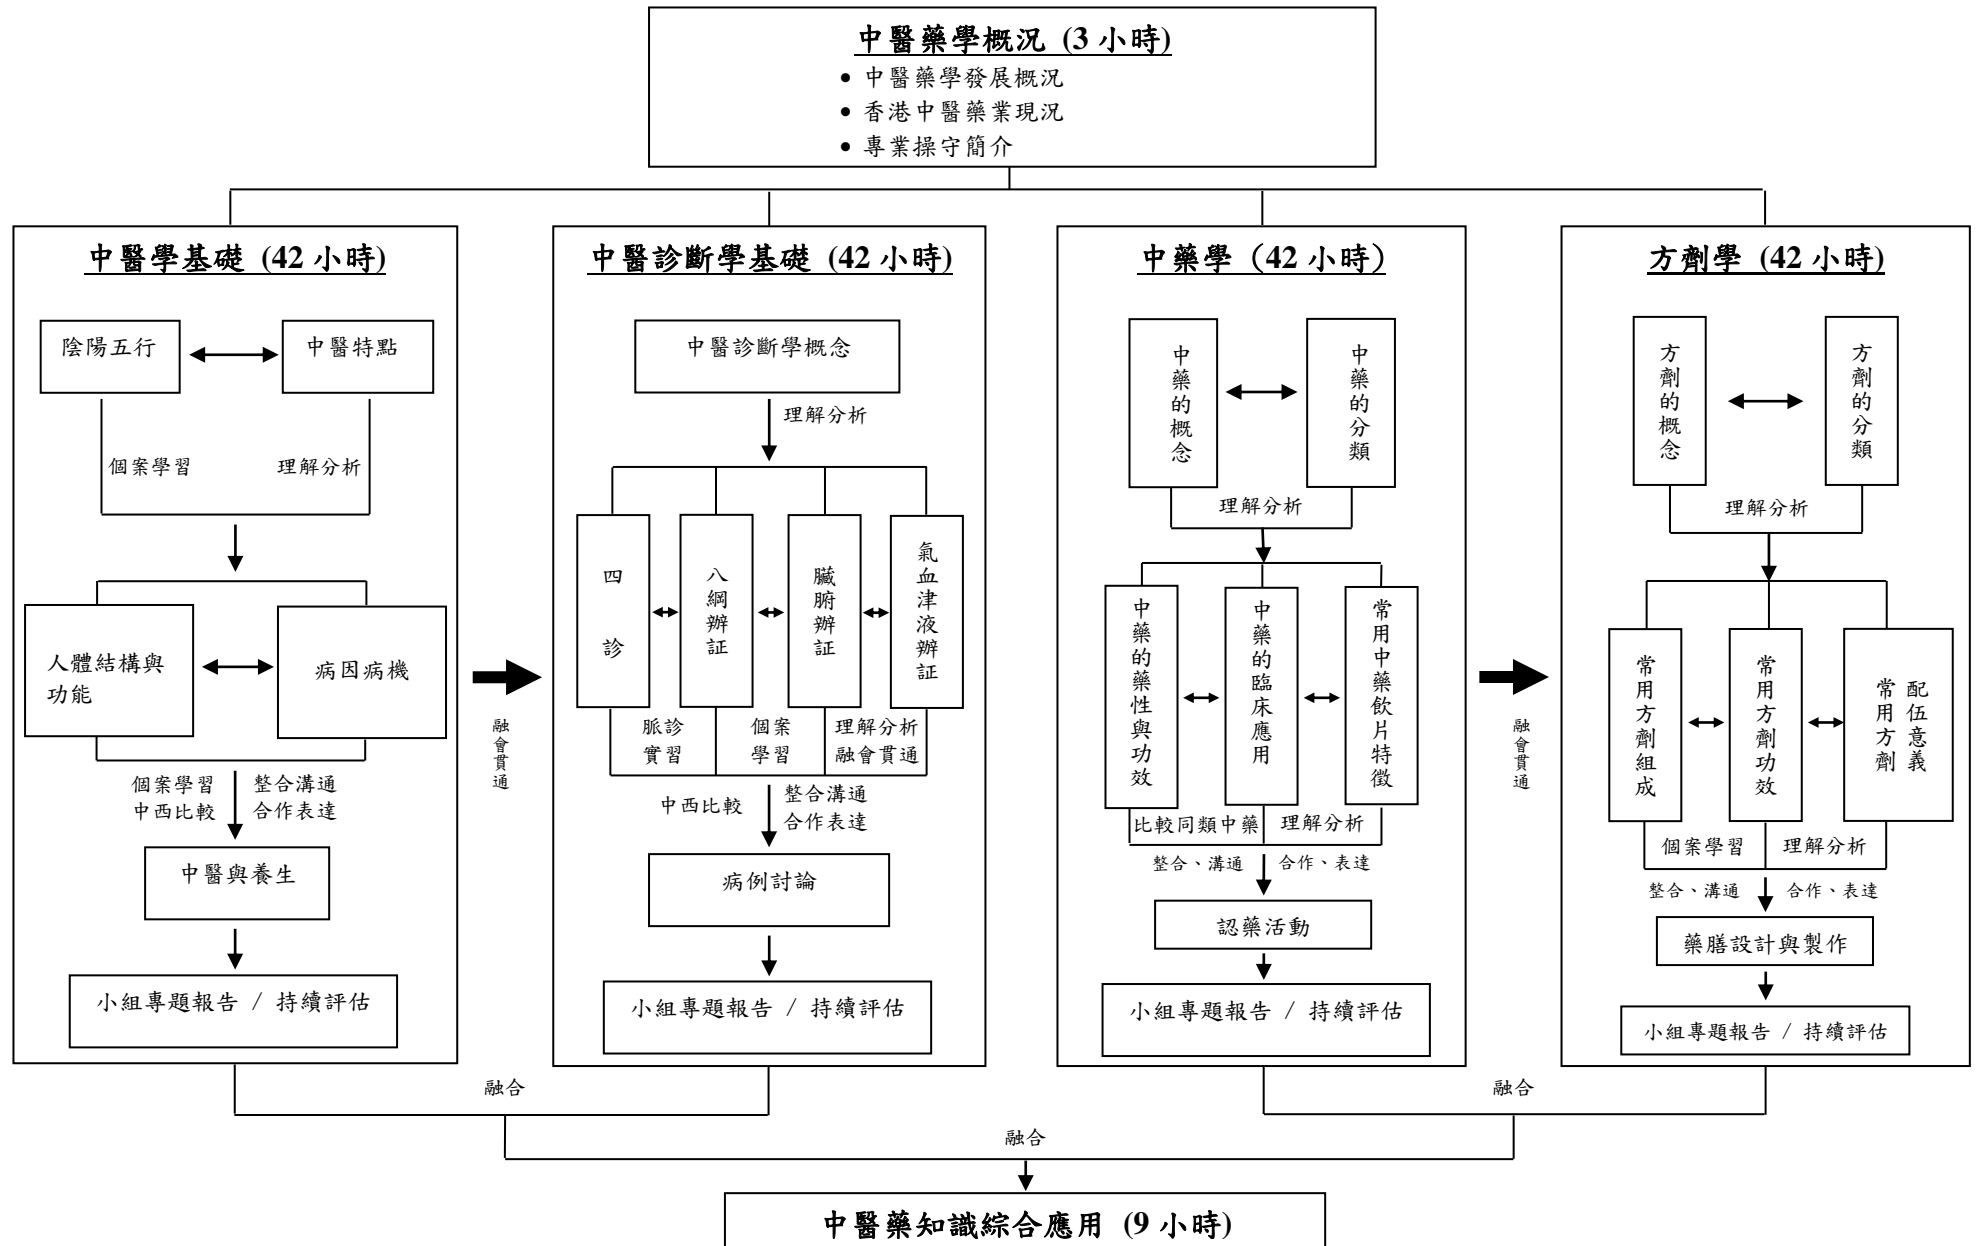 中醫藥學概況 (3 小時)
• 中醫藥學發展概況
• 香港中醫藥業現況
• 專業操守簡介
中醫學基礎 (42 小時)
陰陽五行
中醫特點
個案學習
理解分析
人體結構與
功能
病因病機
個案學習
中西比較
整合溝通
合作表達
中醫與養生
小組專題報告 / 持續評估
融會貫通
中醫診斷學基礎 (42 小時)
中醫診斷學概念
理解分析
四診
八綱辦証
臟腑辦証
氣血津液辦証
脈診
實習
個案
學習
理解分析
融會貫通
中西比較
整合溝通
合作表達
病例討論
小組專題報告 / 持續評估
中藥學（42 小時）
中藥的概念
中藥的分類
理解分析
中藥的藥性與功效
中藥的臨床應用
常用中藥飲片特徵
比較同類中藥
理解分析
整合、溝通
合作、表達
認藥活動
小組專題報告 / 持續評估
融會貫通
方劑學 (42 小時)
方劑的概念
方劑的分類
理解分析
常用方劑組成
常用方劑功效
常用方劑
配伍意義
個案學習
理解分析
整合、溝通
合作、表達
藥膳設計與製作
小組專題報告 / 持續評估
融合
融合
融合
中醫藥知識綜合應用 (9 小時)